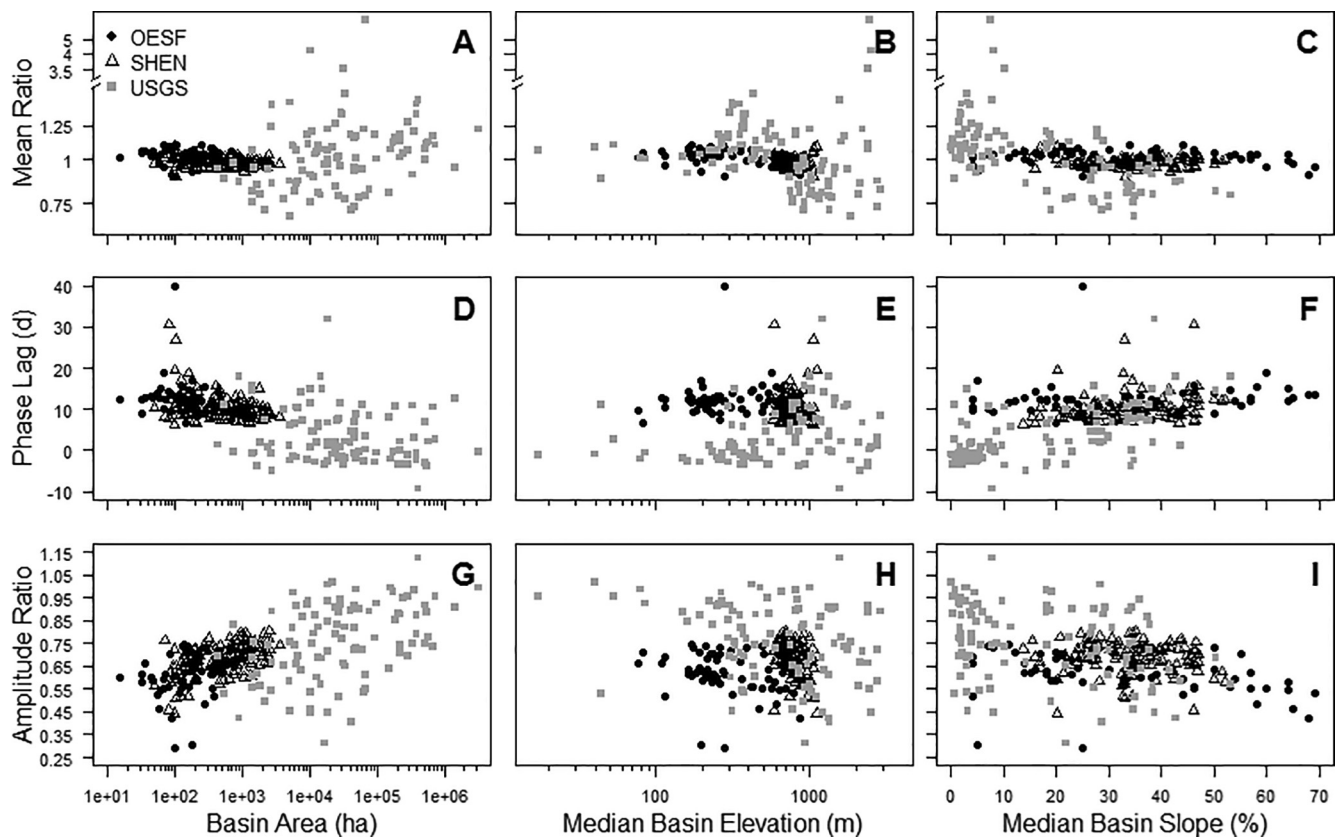 A
B
C
OESF
SHEN
USGS
Mean Ratio
5
4
3.5
1.25
1
0.75
D
E
F
Phase Lag (d)
40
30
20
10
0
-10
G
H
I
Amplitude Ratio
1.15
1.05
0.95
0.85
0.75
0.65
0.55
0.45
0.35
0.25
1e+01 1e+02 1e+03 1e+04 1e+05 1e+06
100 1000
0 10 20 30 40 50 60 70
Basin Area (ha)
Median Basin Elevation (m)
Median Basin Slope (%)